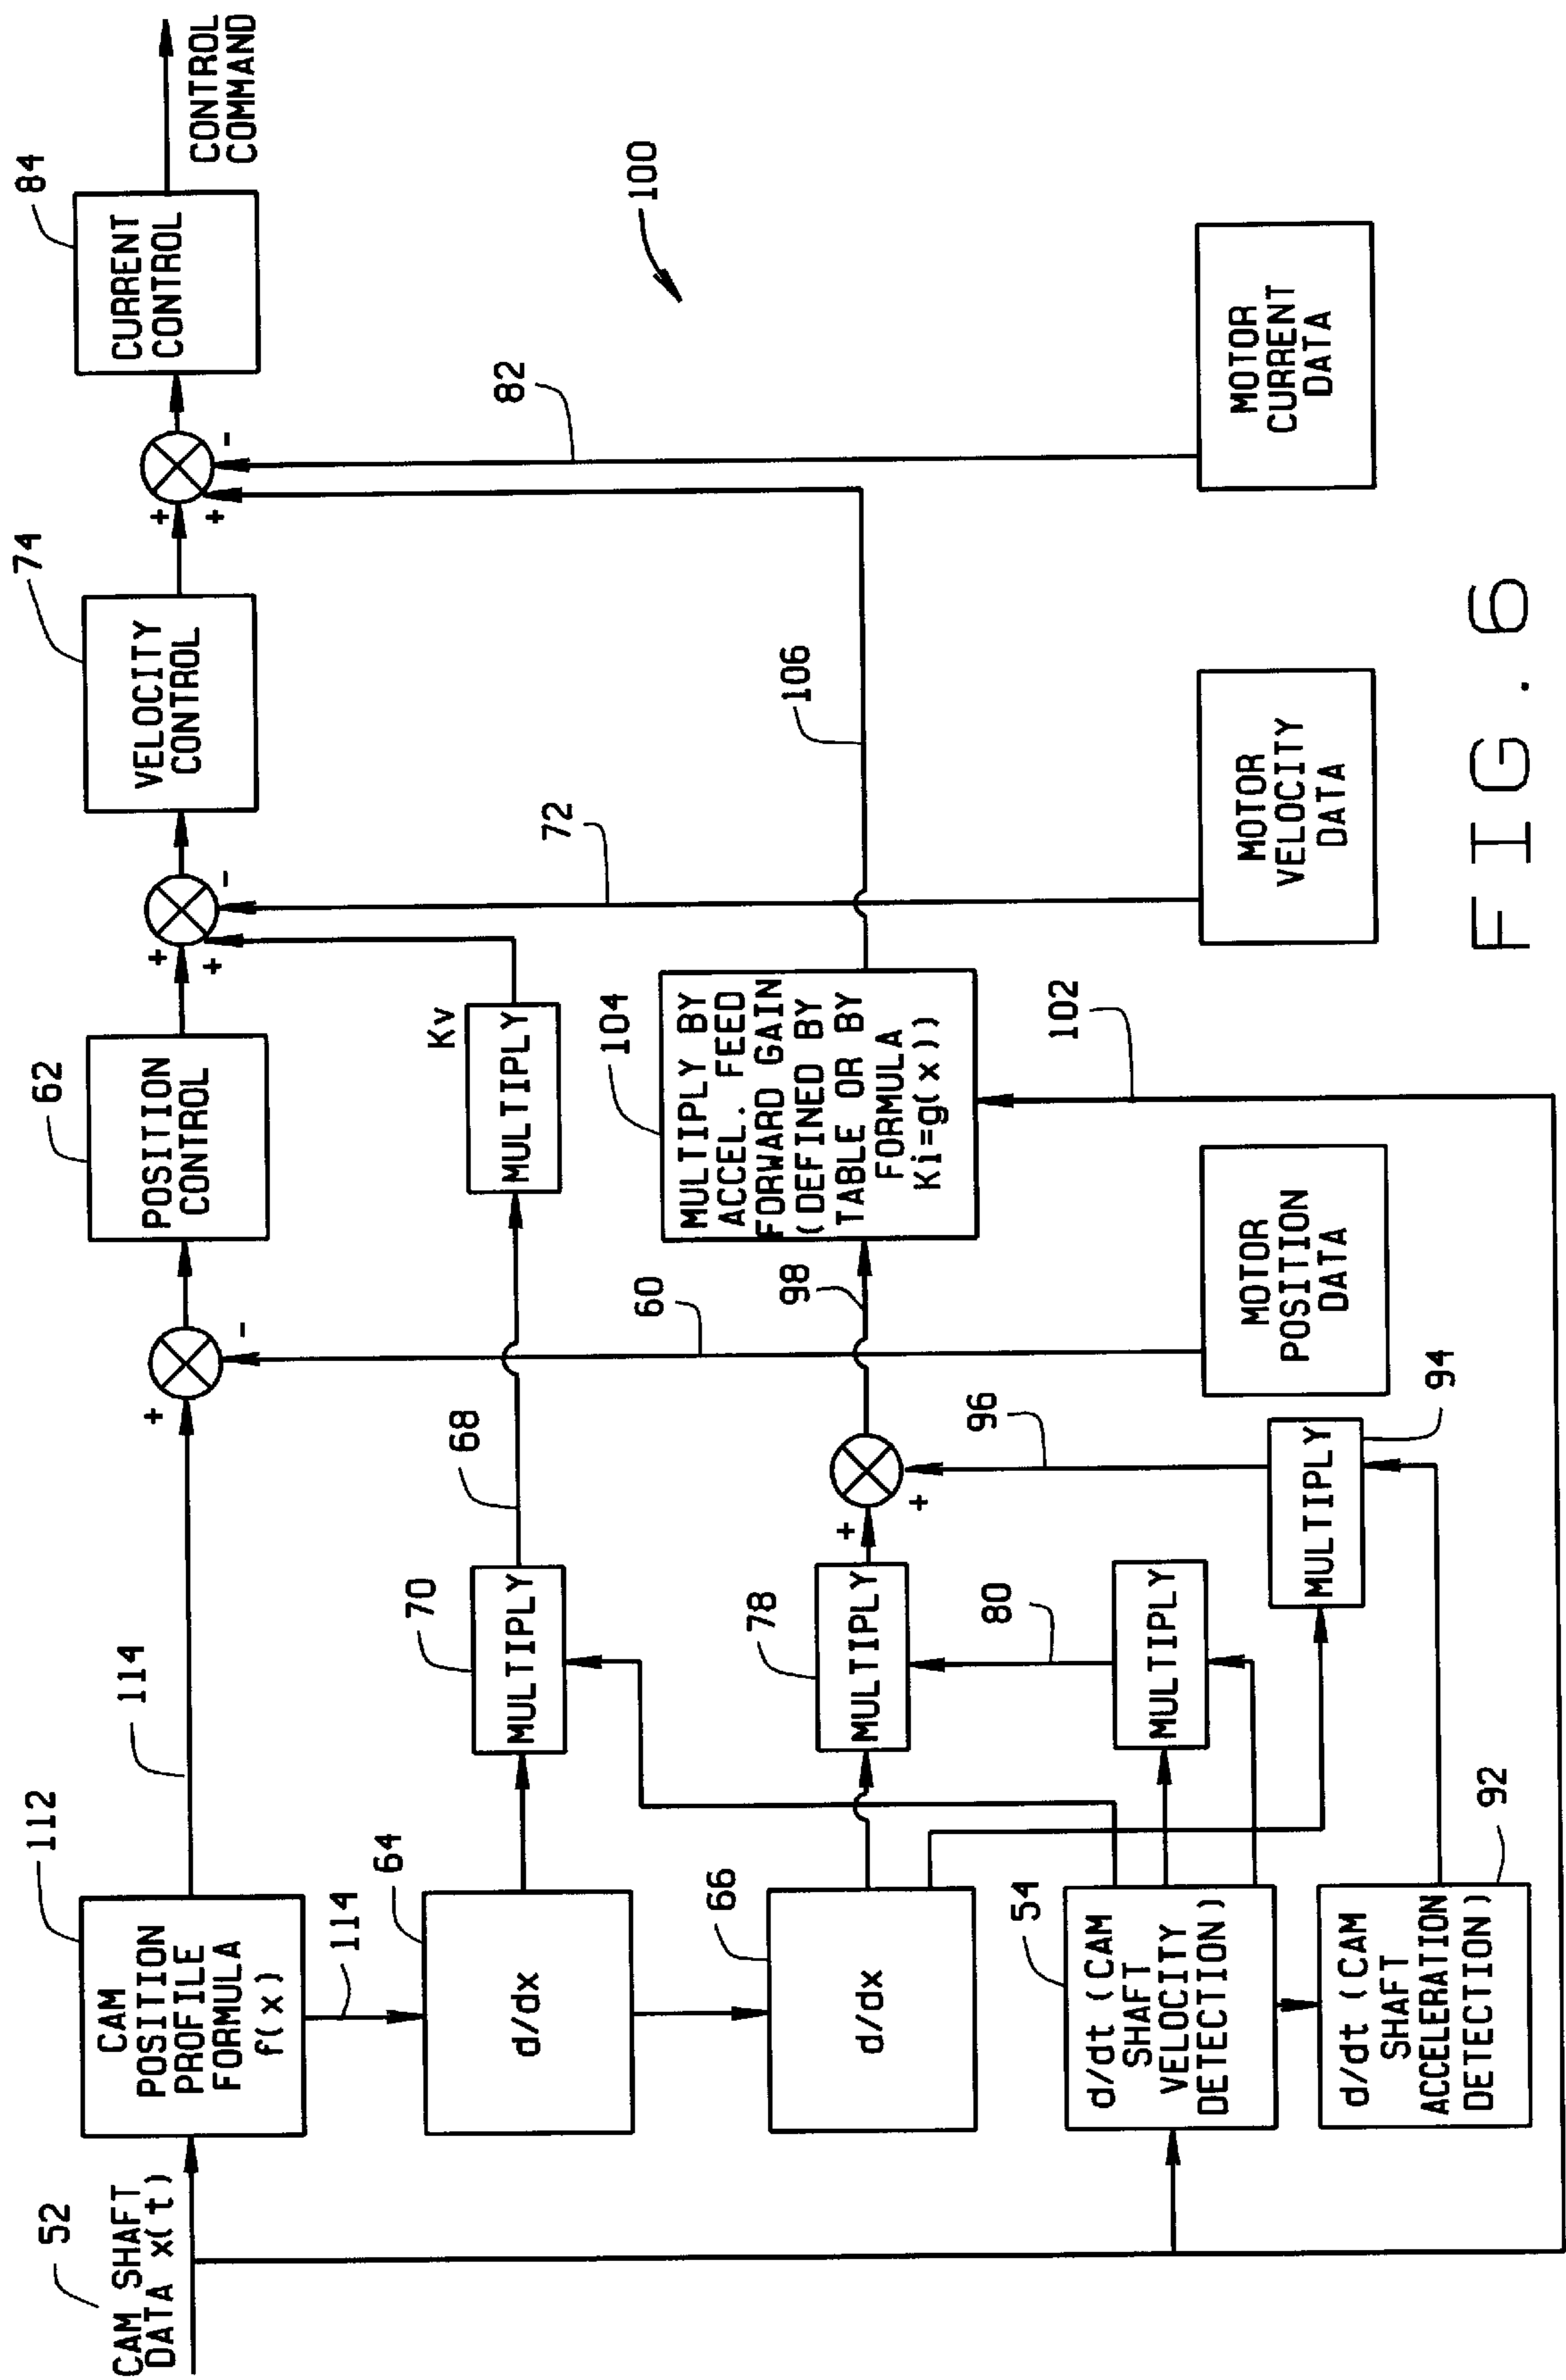 52
CAM SHAFT
DATA x(t)
112
CAM
POSITION
PROFILE
FORMULA
f(x)
114
+
-
62
POSITION
CONTROL
+
+
-
74
VELOCITY
CONTROL
+
+
-
84
CURRENT
CONTROL
CONTROL
COMMAND
114
64
d/dx
70
MULTIPLY
68
Kv
MULTIPLY
72
82
100
66
d/dx
78
MULTIPLY
+
+
98
60
104
MULTIPLY BY
ACCEL. FEED
FORWARD GAIN
(DEFINED BY
TABLE OR BY
FORMULA
Ki=g(x))
106
54
d/dt (CAM
SHAFT
VELOCITY
DETECTION)
80
MULTIPLY
96
102
92
d/dt (CAM
SHAFT
ACCELERATION
DETECTION)
MULTIPLY
94
MOTOR
POSITION
DATA
MOTOR
VELOCITY
DATA
MOTOR
CURRENT
DATA
FIG. 6